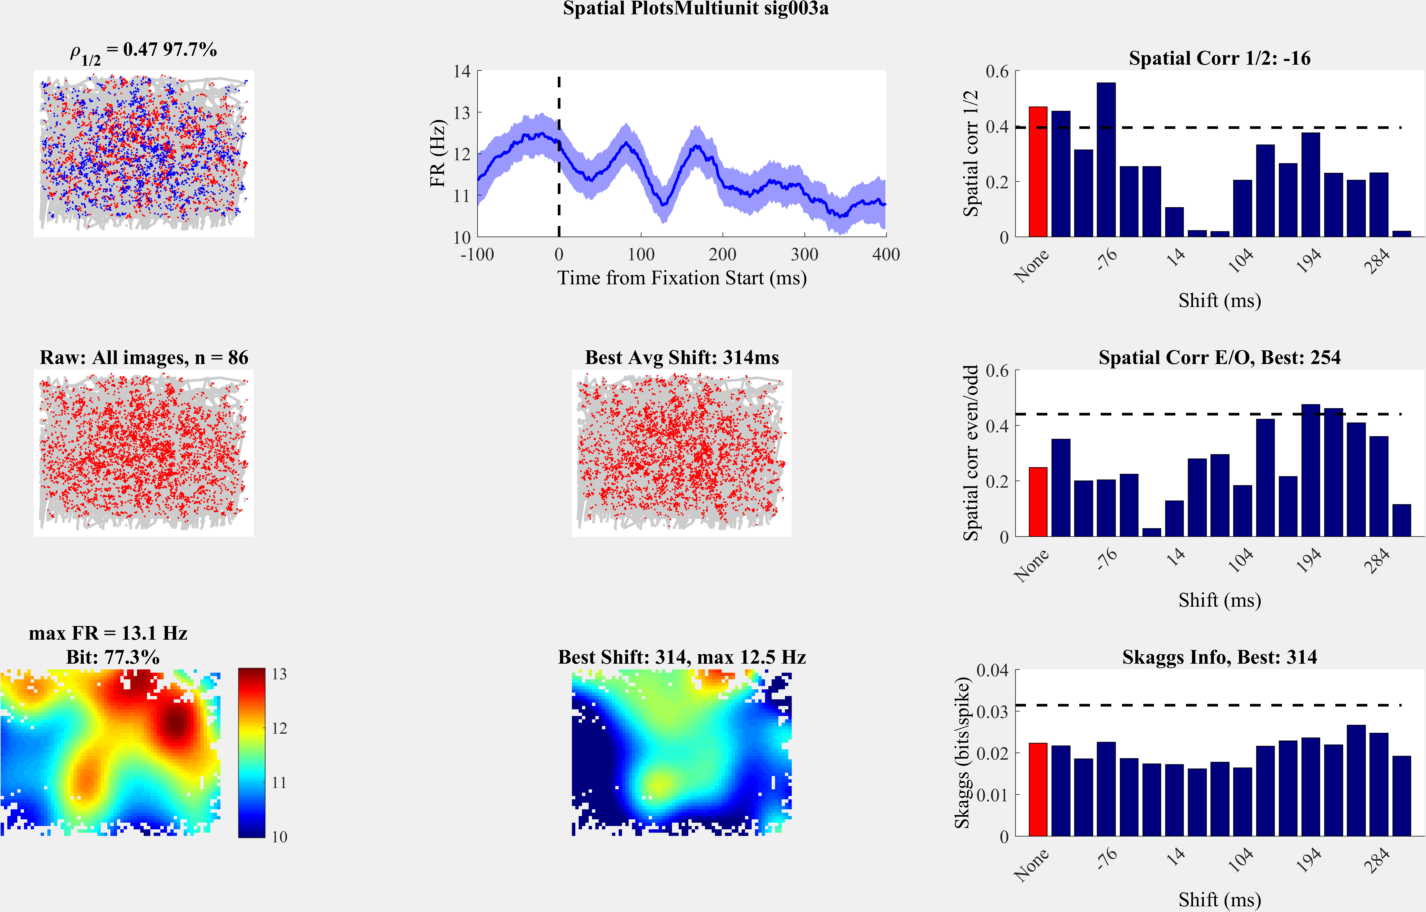 Spatial PlotsMultiunit sig003a
ρ1/2 = 0.47 97.7%
14
13
12
11
10
FR (Hz)
-100
0
100
200
300
400
Time from Fixation Start (ms)
Spatial Corr 1/2: -16
0.6
0.4
0.2
0
Spatial corr 1/2
None
-76
14
104
194
284
Shift (ms)
Raw: All images, n = 86
Best Avg Shift: 314ms
Spatial Corr E/O, Best: 254
0.6
0.4
0.2
0
Spatial corr even/odd
None
-76
14
104
194
284
Shift (ms)
max FR = 13.1 Hz
Bit: 77.3%
13
12
11
10
Best Shift: 314, max 12.5 Hz
Skaggs Info, Best: 314
0.04
0.03
0.02
0.01
0
Skaggs (bits\spike)
None
-76
14
104
194
284
Shift (ms)